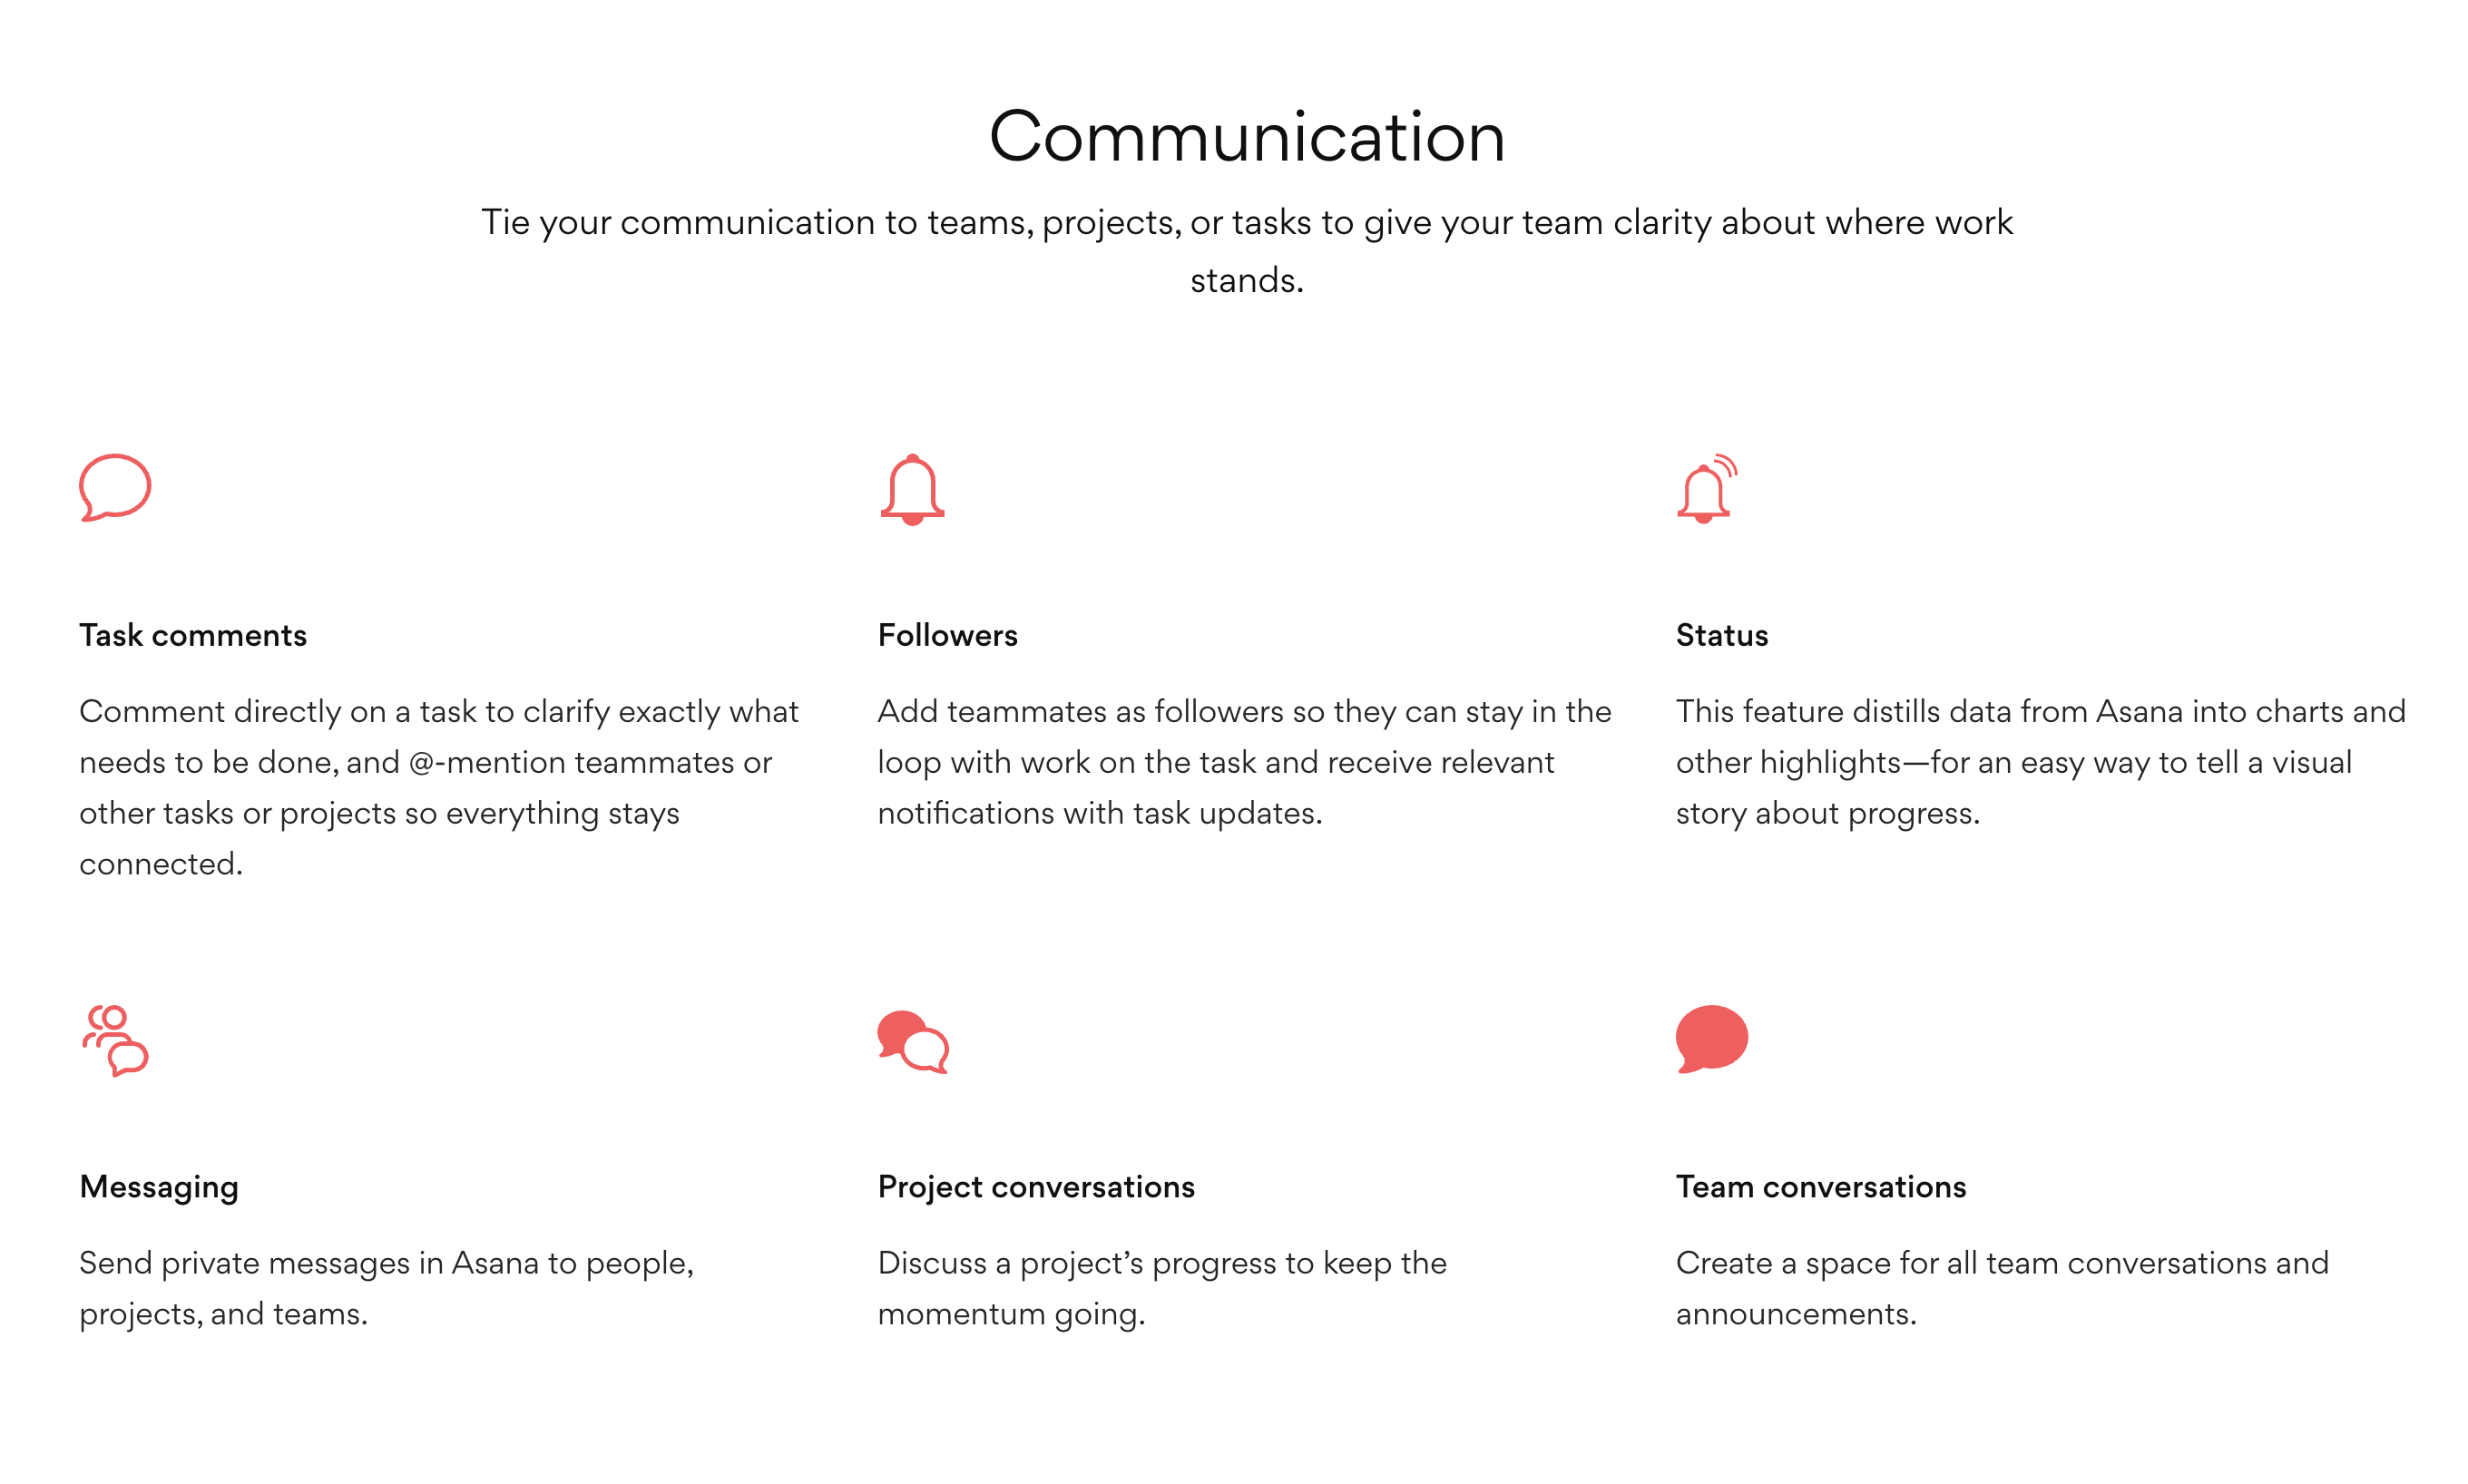 Communication
Tie your communication to teams, projects, or tasks to give your team clarity about where work
stands.
Task comments
Comment directly on a task to clarify exactly what
needs to be done, and @-mention teammates or
other tasks or projects so everything stays
connected.
Followers
Add teammates as followers so they can stay in the
loop with work on the task and receive relevant
notifications with task updates.
Status
This feature distills data from Asana into charts and
other highlights—for an easy way to tell a visual
story about progress.
Messaging
Send private messages in Asana to people,
projects, and teams.
Project conversations
Discuss a project’s progress to keep the
momentum going.
Team conversations
Create a space for all team conversations and
announcements.